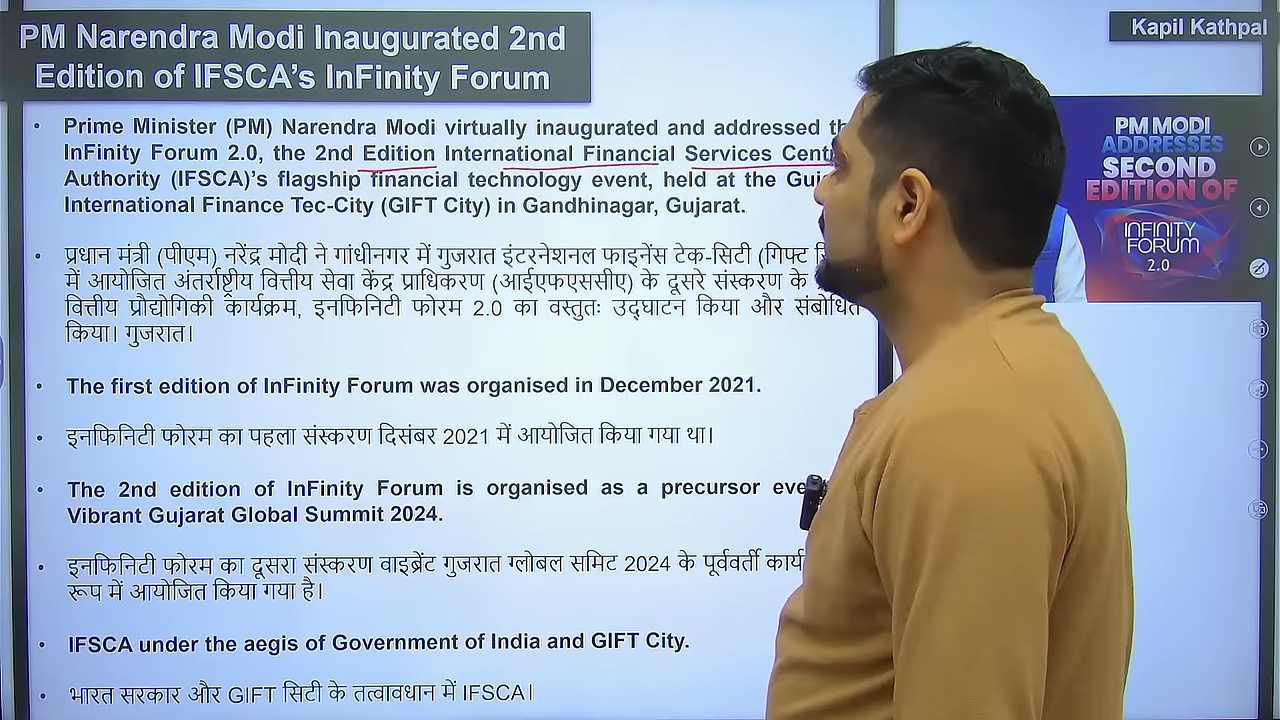 PM Narendra Modi Inaugurated 2nd
Edition of IFSCA's InFinity Forum
Kapil Kathpal
• Prime Minister (PM) Narendra Modi virtually inaugurated and addressed
InFinity Forum 2.0, the 2nd Edition International Financial Services
Authority (IFSCA)'s flagship financial technology event, held at the
International Finance Tec-City (GIFT City) in Gandhinagar, Gujarat.
• प्रधान मंत्री (पीएम) नरेंद्र मोदी ने गांधीनगर में गुजरात इंटरनेशनल फाइनेंस टेक-सिटी (गिफ्ट
में आयोजित अंतर्राष्ट्रीय वित्तीय सेवा केंद्र प्राधिकरण (आईएफएससीए) के दूसरे संस्करण के
वित्तीय प्रौद्योगिकी कार्यक्रम, इनफिनिटी फोरम 2.0 का वस्तुतः उद्घाटन किया और संबोधित
किया। गुजरात।
• The first edition of InFinity Forum was organised in December 2021.
• इनफिनिटी फोरम का पहला संस्करण दिसंबर 2021 में आयोजित किया गया था।
• The 2nd edition of InFinity Forum is organised as a precursor
Vibrant Gujarat Global Summit 2024.
• इनफिनिटी फोरम का दूसरा संस्करण वाइब्रेंट गुजरात ग्लोबल समिट 2024 के पूर्ववर्ती
रूप में आयोजित किया गया है।
• IFSCA under the aegis of Government of India and GIFT City.
• भारत सरकार और GIFT सिटी के तत्वावधान में IFSCA।
PM MODI
ADDRESSES
SECOND
EDITION OF
INFINITY
FORUM
2.0